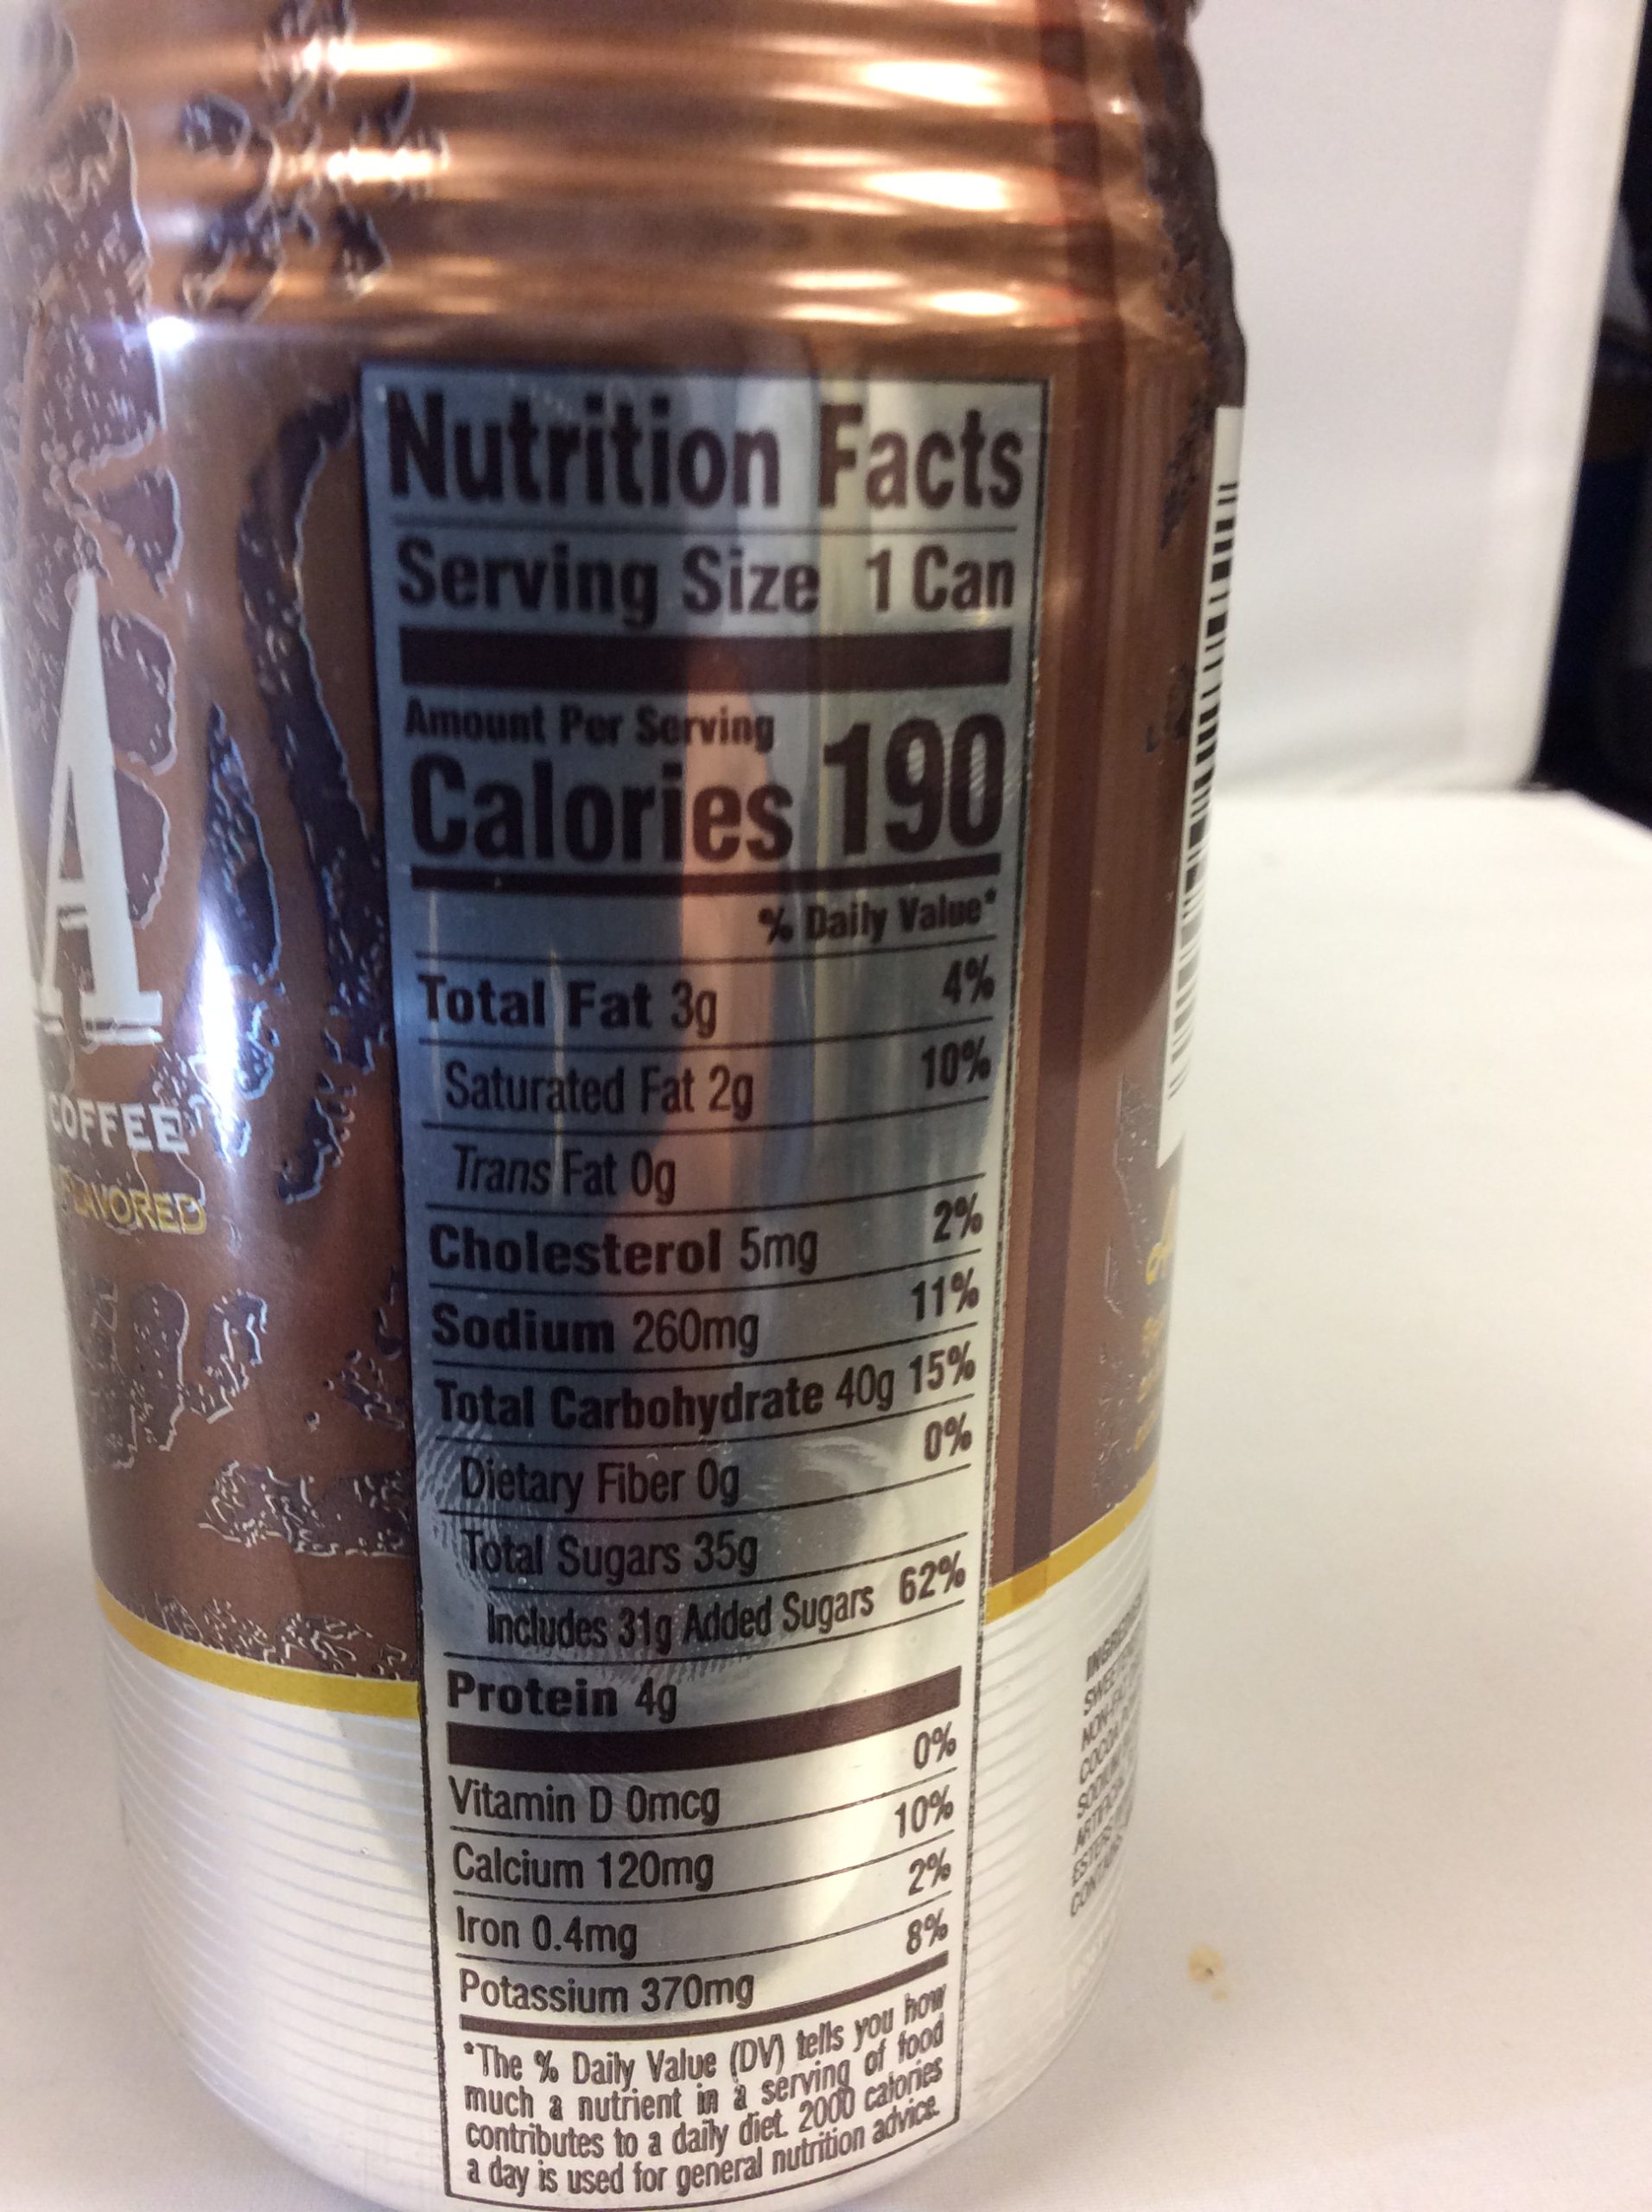 A
COFFEE
FLAVORED
Nutrition Facts
Serving Size 1 Can
Amount Per Serving
Calories 190
% Daily Value*
Total Fat 3g 4%
Saturated Fat 2g 10%
Trans Fat 0g
Cholesterol 5mg 2%
Sodium 260mg 11%
Total Carbohydrate 40g 15%
Dietary Fiber 0g 0%
Total Sugars 35g
Includes 31g Added Sugars 62%
Protein 4g
Vitamin D 0mcg 0%
Calcium 120mg 10%
Iron 0.4mg 2%
Potassium 370mg 8%
*The % Daily Value (DV) tells you how
much a nutrient in a serving of food
contributes to a daily diet. 2000 calories
a day is used for general nutrition advice.